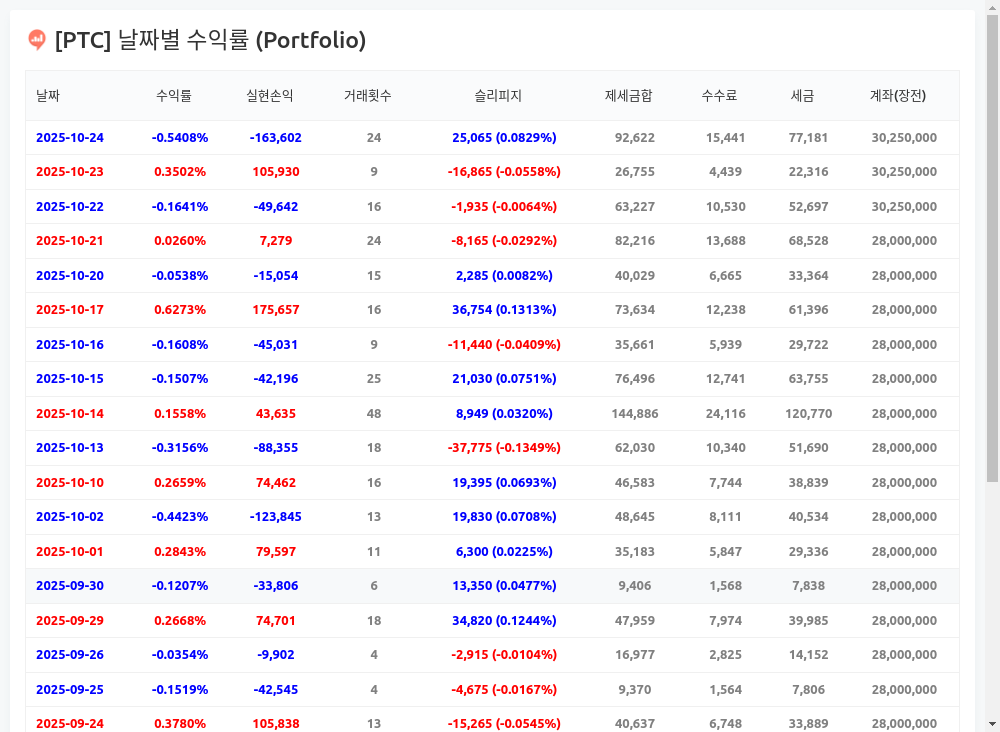 [PTC] 날짜별 수익률 (Portfolio)
날짜 수익률 실현손익 거래횟수 슬리피지 제세금합 수수료 세금 계좌(장전)
2025-10-24 -0.5408% -163,602 24 25,065 (0.0829%) 92,622 15,441 77,181 30,250,000
2025-10-23 0.3502% 105,930 9 -16,865 (-0.0558%) 26,755 4,439 22,316 30,250,000
2025-10-22 -0.1641% -49,642 16 -1,935 (-0.0064%) 63,227 10,530 52,697 30,250,000
2025-10-21 0.0260% 7,279 24 -8,165 (-0.0292%) 82,216 13,688 68,528 28,000,000
2025-10-20 -0.0538% -15,054 15 2,285 (0.0082%) 40,029 6,665 33,364 28,000,000
2025-10-17 0.6273% 175,657 16 36,754 (0.1313%) 73,634 12,238 61,396 28,000,000
2025-10-16 -0.1608% -45,031 9 -11,440 (-0.0409%) 35,661 5,939 29,722 28,000,000
2025-10-15 -0.1507% -42,196 25 21,030 (0.0751%) 76,496 12,741 63,755 28,000,000
2025-10-14 0.1558% 43,635 48 8,949 (0.0320%) 144,886 24,116 120,770 28,000,000
2025-10-13 -0.3156% -88,355 18 -37,775 (-0.1349%) 62,030 10,340 51,690 28,000,000
2025-10-10 0.2659% 74,462 16 19,395 (0.0693%) 46,583 7,744 38,839 28,000,000
2025-10-02 -0.4423% -123,845 13 19,830 (0.0708%) 48,645 8,111 40,534 28,000,000
2025-10-01 0.2843% 79,597 11 6,300 (0.0225%) 35,183 5,847 29,336 28,000,000
2025-09-30 -0.1207% -33,806 6 13,350 (0.0477%) 9,406 1,568 7,838 28,000,000
2025-09-29 0.2668% 74,701 18 34,820 (0.1244%) 47,959 7,974 39,985 28,000,000
2025-09-26 -0.0354% -9,902 4 -2,915 (-0.0104%) 16,977 2,825 14,152 28,000,000
2025-09-25 -0.1519% -42,545 4 -4,675 (-0.0167%) 9,370 1,564 7,806 28,000,000
2025-09-24 0.3780% 105,838 13 -15,265 (-0.0545%) 40,637 6,748 33,889 28,000,000